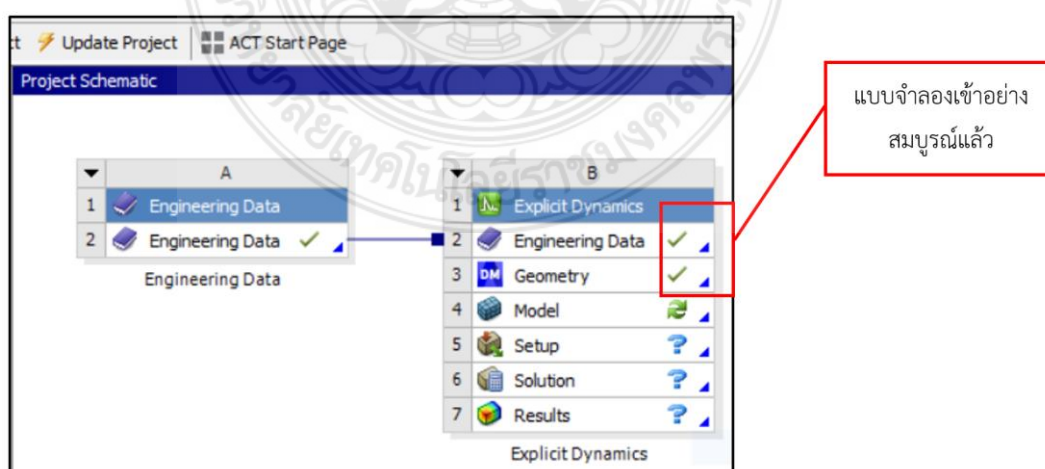 ct Update Project ACT Start Page
Project Schematic
A
1 Engineering Data
2 Engineering Data
Engineering Data
B
1 Explicit Dynamics
2 Engineering Data
3 DM Geometry
4 Model
5 Setup ?
6 Solution ?
7 Results ?
Explicit Dynamics
แบบจำลองเข้าอย่าง
สมบูรณ์แล้ว